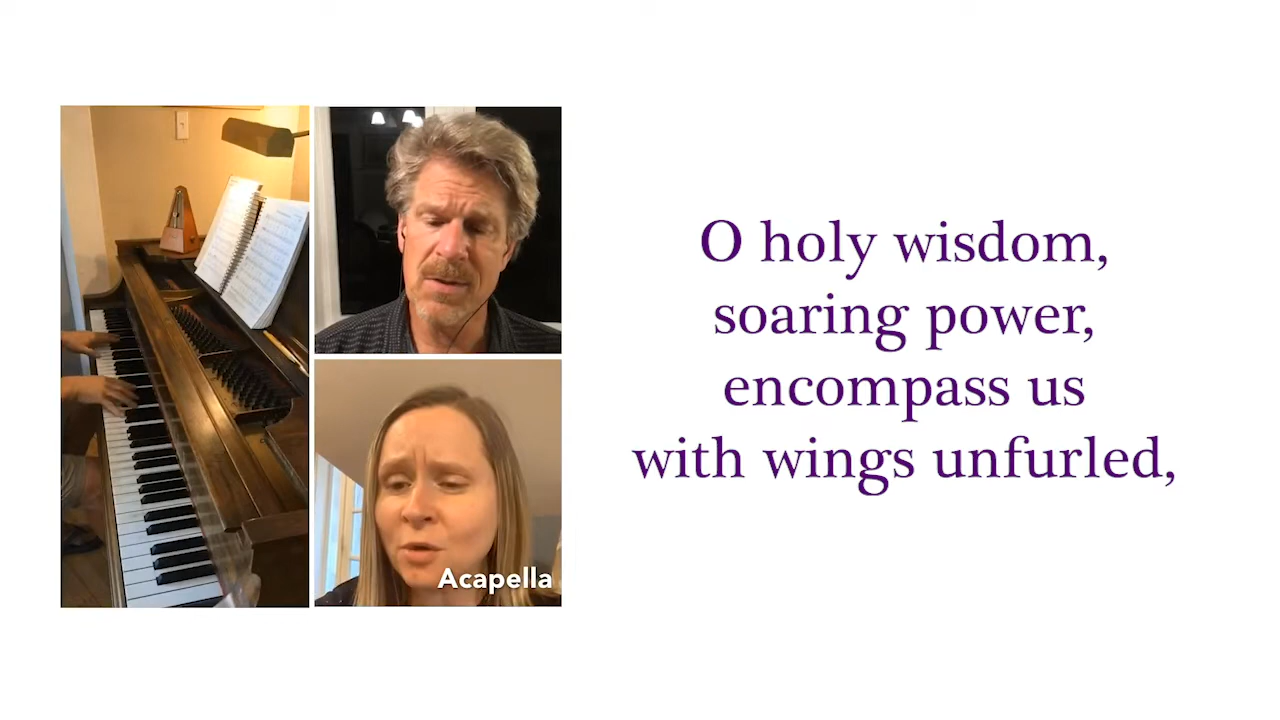 O holy wisdom,
soaring power,
encompass us
with wings unfurled,
Acapella